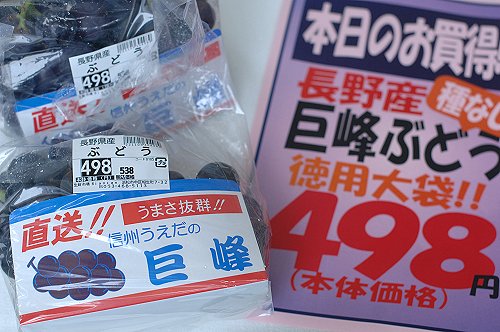 長野県産
ぶどう
498
直送!!
長野県産
ぶどう
498
538
直送!!
うまさ抜群!!
信州うえだの
巨峰
本日のお買得
長野産
種なし
巨峰ぶどう
徳用大袋!!
498円
(本体価格)